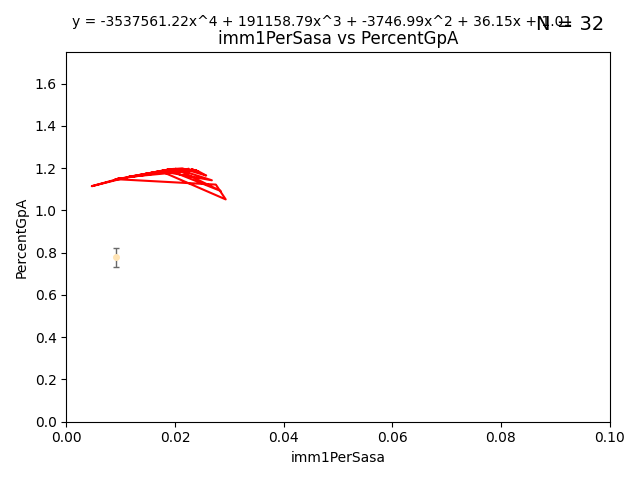 y = -3537561.22x^4 + 191158.79x^3 + -3746.99x^2 + 36.15x + 1.01
N = 32
imm1PerSasa vs PercentGpA
1.6
1.4
1.2
1.0
0.8
0.6
0.4
0.2
0.0
PercentGpA
0.00 0.02 0.04 0.06 0.08 0.10
imm1PerSasa